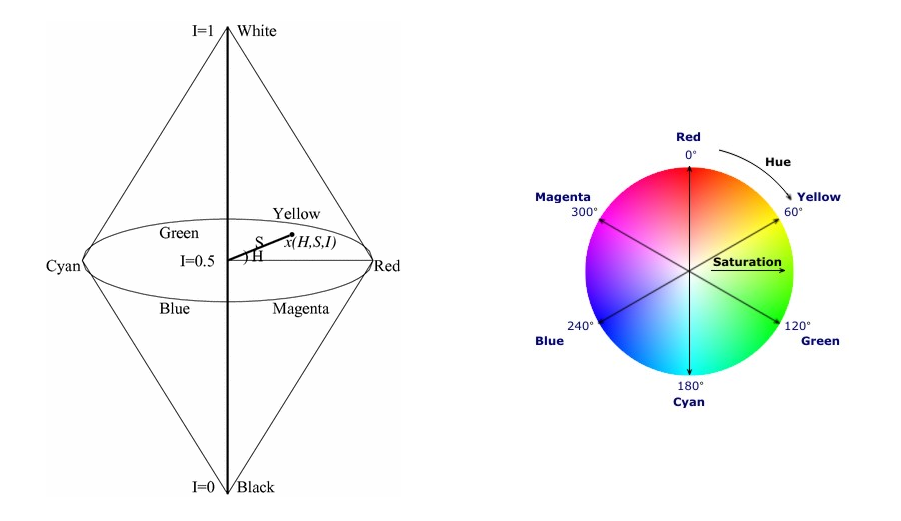 I=1 White
Yellow
Green
S
x(H,S,I)
H
I=0.5
Cyan
Red
Blue
Magenta
I=0 Black
Red
0°
Hue
Magenta
300°
Yellow
60°
Saturation
240°
Blue
120°
Green
180°
Cyan